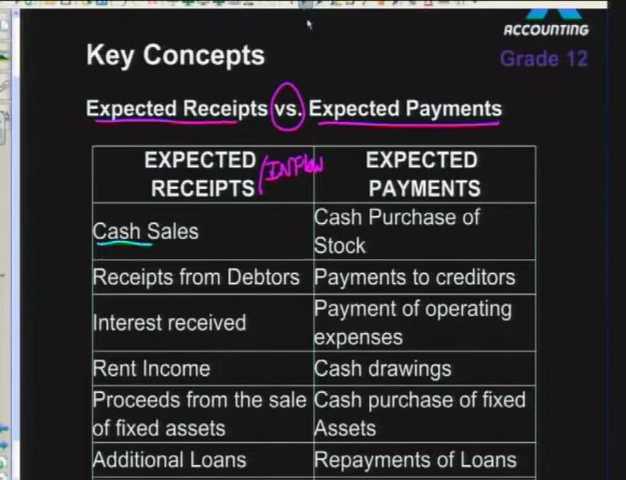 ACCOUNTING
Key Concepts
Grade 12
Expected Receipts vs. Expected Payments
EXPECTED
RECEIPTS
INFlow
EXPECTED
PAYMENTS
Cash Sales
Cash Purchase of
Stock
Receipts from Debtors
Payments to creditors
Interest received
Payment of operating
expenses
Rent Income
Cash drawings
Proceeds from the sale
of fixed assets
Cash purchase of fixed
Assets
Additional Loans
Repayments of Loans